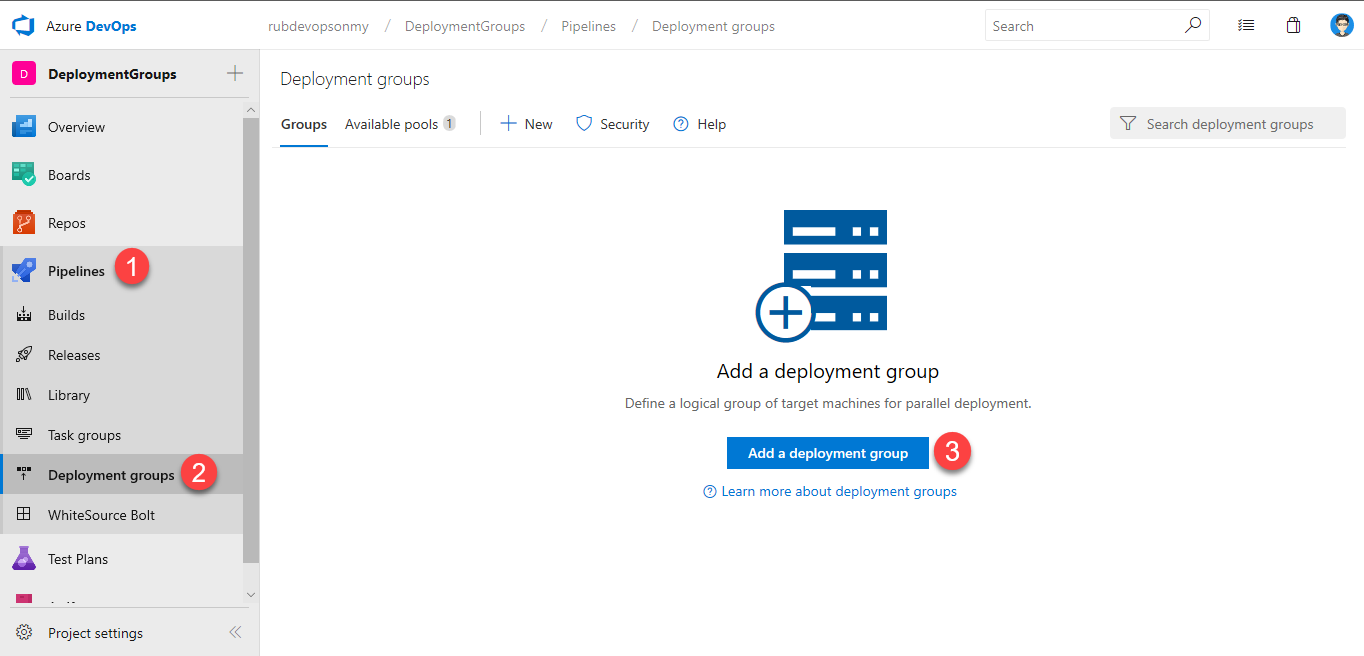 Azure DevOps
rubdevopsonmy / DeploymentGroups / Pipelines / Deployment groups
Search
D
DeploymentGroups
Overview
Boards
Repos
Pipelines
1
Builds
Releases
Library
Task groups
Deployment groups
2
WhiteSource Bolt
Test Plans
Project settings
Deployment groups
Groups
Available pools 1
New
Security
Help
Search deployment groups
Add a deployment group
Define a logical group of target machines for parallel deployment.
Add a deployment group
3
Learn more about deployment groups